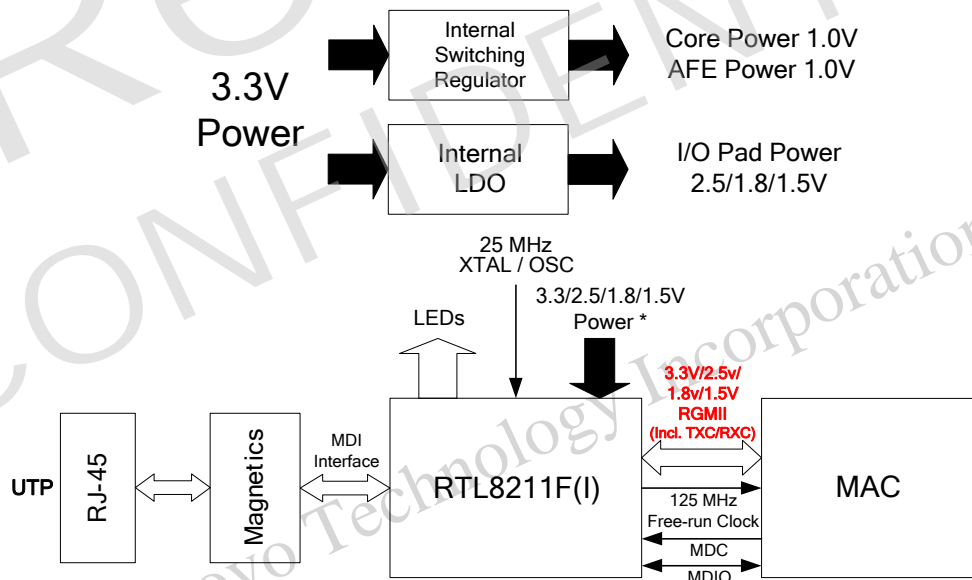 3.3V
Power
Internal
Switching
Regulator
Core Power 1.0V
AFE Power 1.0V
Internal
LDO
I/O Pad Power
2.5/1.8/1.5V
25 MHz
XTAL / OSC
3.3/2.5/1.8/1.5V
Power *
LEDs
3.3V/2.5v/
1.8v/1.5V
RGMII
(Incl. TXC/RXC)
UTP
RJ-45
Magnetics
MDI
Interface
RTL8211F(I)
125 MHz
Free-run Clock
MDC
MDIO
MAC
Technology Incorporation